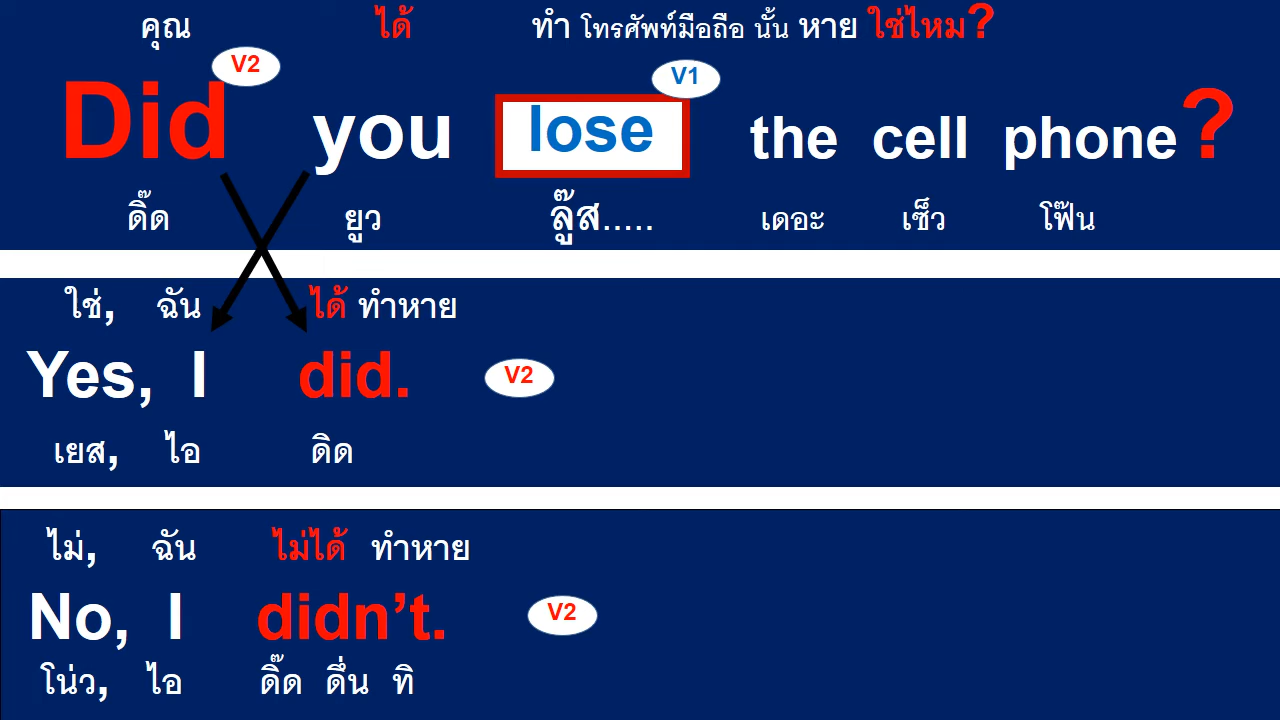 คุณ ได้ ทำ โทรศัพท์มือถือ นั้น หาย ใช่ไหม?
V2 V1
Did you lose the cell phone?
ดิ๊ด ยูว ลู๊ส..... เดอะ เซ็ว โฟ๊น
ใช่, ฉัน ได้ ทำหาย
Yes, I did. V2
เยส, ไอ ดิด
ไม่, ฉัน ไม่ได้ ทำหาย
No, I didn’t. V2
โน่ว, ไอ ดิ๊ด ดึ่น ทิ